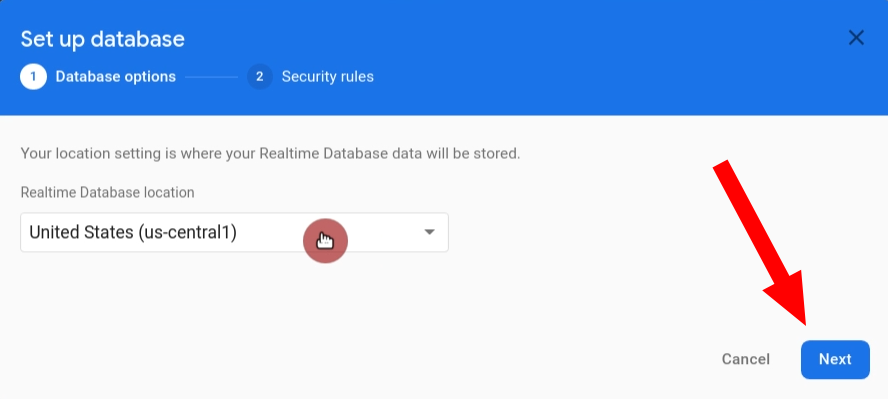 Set up database
1 Database options 2 Security rules
Your location setting is where your Realtime Database data will be stored.
Realtime Database location
United States (us-central1)
Cancel Next